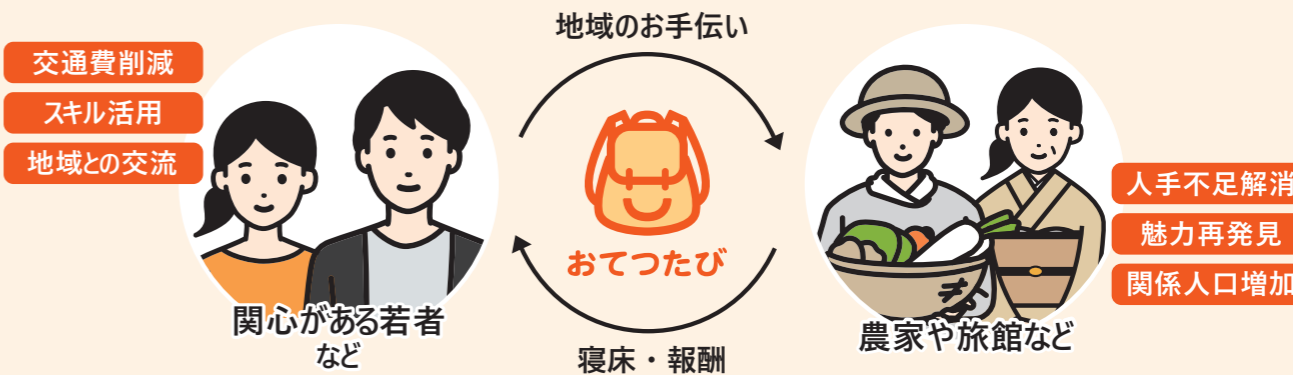 地域のお手伝い
交通費削減
スキル活用
地域との交流
おてつたび
人手不足解消
魅力再発見
関係人口増加
関心がある若者
など
農家や旅館など
寝床・報酬